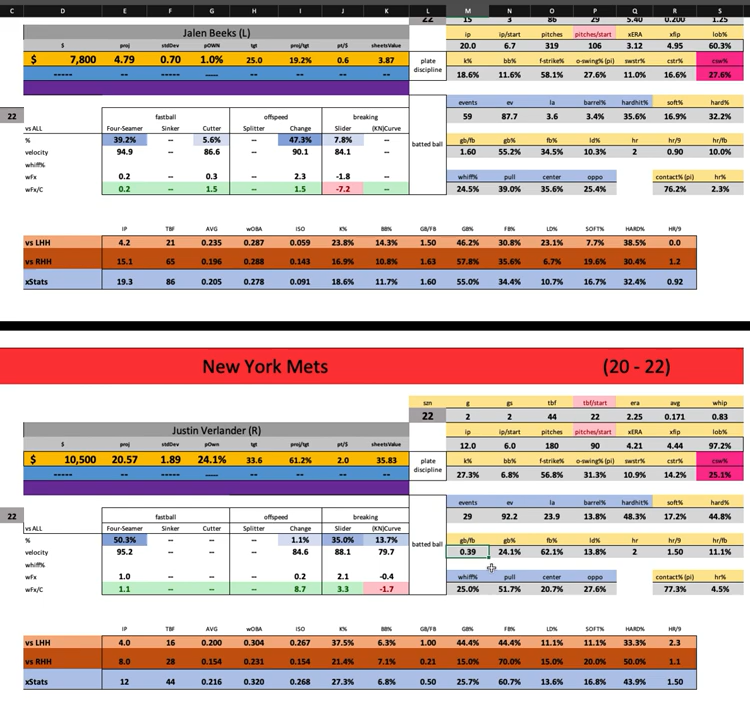 C D E F G H I J K L M N O P Q R S
22 15 3 86 29 5.40 0.200 1.25
Jalen Beeks (L) ip ip/start pitches pitches/start xERA xfip lob%
$ proj stdDev pOWN tgt proj/tgt pt/$ sheetsValue 20.0 6.7 319 106 3.12 4.95 60.3%
$ 7,800 4.79 0.70 1.0% 25.0 19.2% 0.6 3.87 plate discipline k% bb% f-strike% o-swing% (pi) swstr% cstr% csw%
----- --- --- ---- --- --- --- --- 18.6% 11.6% 58.1% 27.6% 11.0% 16.6% 27.6%
events ev la barrel% hardhit% soft% hard%
22 fastball offspeed breaking 59 87.7 3.6 3.4% 35.6% 16.9% 32.2%
vs ALL Four-Seamer Sinker Cutter Splitter Change Slider (KN)Curve
% 39.2% -- 5.6% -- 47.3% 7.8% -- batted ball gb/fb gb% fb% ld% hr hr/9 hr/fb
velocity 94.9 -- 86.6 -- 90.1 84.1 -- 1.60 55.2% 34.5% 10.3% 2 0.90 10.0%
whiff%
wFx 0.2 -- 0.3 -- 2.3 -1.8 -- whiff% pull center oppo contact% (pi) hr%
wFx/C 0.2 -- 1.5 -- 1.5 -7.2 -- 24.5% 39.0% 35.6% 25.4% 76.2% 2.3%
IP TBF AVG wOBA ISO K% BB% GB/FB GB% FB% LD% SOFT% HARD% HR/9
vs LHH 4.2 21 0.235 0.287 0.059 23.8% 14.3% 1.50 46.2% 30.8% 23.1% 7.7% 38.5% 0.0
vs RHH 15.1 65 0.196 0.288 0.143 16.9% 10.8% 1.63 57.8% 35.6% 6.7% 19.6% 30.4% 1.2
xStats 19.3 86 0.205 0.278 0.091 18.6% 11.7% 1.60 55.0% 34.4% 10.7% 16.7% 32.4% 0.92
New York Mets (20 - 22)
szn g gs tbf tbf/start era avg whip
22 2 2 44 22 2.25 0.171 0.83
Justin Verlander (R) ip ip/start pitches pitches/start xERA xfip lob%
$ proj stdDev pOwn tgt proj/tgt pt/$ sheetsValue 12.0 6.0 180 90 4.21 4.44 97.2%
$ 10,500 20.57 1.89 24.1% 33.6 61.2% 2.0 35.83 plate discipline k% bb% f-strike% o-swing% (pi) swstr% cstr% csw%
----- --- --- ---- --- --- --- --- 27.3% 6.8% 56.8% 31.3% 10.9% 14.2% 25.1%
events ev la barrel% hardhit% soft% hard%
22 fastball offspeed breaking 29 92.2 23.9 13.8% 48.3% 17.2% 44.8%
vs ALL Four-Seamer Sinker Cutter Splitter Change Slider (KN)Curve
% 50.3% -- -- -- 1.1% 35.0% 13.7% batted ball gb/fb gb% fb% ld% hr hr/9 hr/fb
velocity 95.2 -- -- -- 84.6 88.1 79.7 0.39 24.1% 62.1% 13.8% 2 1.50 11.1%
whiff%
wFx 1.0 -- -- -- 0.2 2.1 -0.4 whiff% pull center oppo contact% (pi) hr%
wFx/C 1.1 -- -- -- 8.7 3.3 -1.7 25.0% 51.7% 20.7% 27.6% 77.3% 4.5%
IP TBF AVG wOBA ISO K% BB% GB/FB GB% FB% LD% SOFT% HARD% HR/9
vs LHH 4.0 16 0.200 0.304 0.267 37.5% 6.3% 1.00 44.4% 44.4% 11.1% 11.1% 33.3% 2.3
vs RHH 8.0 28 0.154 0.231 0.154 21.4% 7.1% 0.21 15.0% 70.0% 15.0% 20.0% 50.0% 1.1
xStats 12 44 0.216 0.320 0.268 27.3% 6.8% 0.50 25.7% 60.7% 13.6% 16.8% 43.9% 1.50